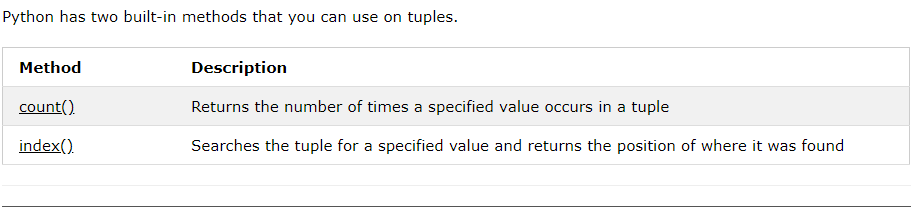 Python has two built-in methods that you can use on tuples.
Method Description
count() Returns the number of times a specified value occurs in a tuple
index() Searches the tuple for a specified value and returns the position of where it was found